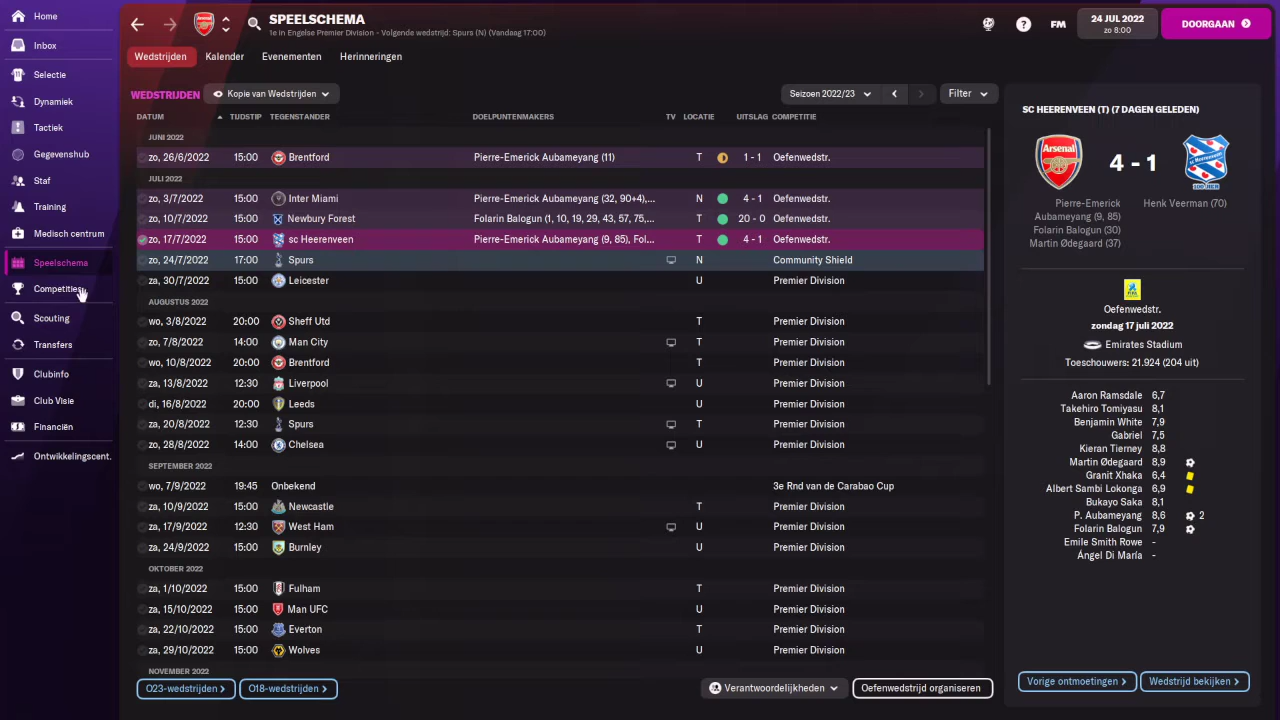 Home
Inbox
Selectie
Dynamiek
Tactiek
Gegevenshub
Staf
Training
Medisch centrum
Speelschema
Competities
Scouting
Transfers
Clubinfo
Club Visie
Financiën
Ontwikkelingscent.
SPEELSCHEMA
1e in Engelse Premier Division - Volgende wedstrijd: Spurs (N) (Vandaag 17:00)
FM
24 JUL 2022
zo 8:00
DOORGAAN
Wedstrijden Kalender Evenementen Herinneringen
WEDSTRIJDEN Kopie van Wedstrijden Seizoen 2022/23 Filter
DATUM TIJDSTIP TEGENSTANDER DOELPUNTENMAKERS TV LOCATIE UITSLAG COMPETITIE
JUNI 2022
zo, 26/6/2022 15:00 Brentford Pierre-Emerick Aubameyang (11) T 1 - 1 Oefenwedstr.
JULI 2022
zo, 3/7/2022 15:00 Inter Miami Pierre-Emerick Aubameyang (32, 90+4),... N 4 - 1 Oefenwedstr.
zo, 10/7/2022 15:00 Newbury Forest Folarin Balogun (1, 10, 19, 29, 43, 57, 75,... T 20 - 0 Oefenwedstr.
zo, 17/7/2022 15:00 sc Heerenveen Pierre-Emerick Aubameyang (9, 85), Fol... T 4 - 1 Oefenwedstr.
zo, 24/7/2022 17:00 Spurs N Community Shield
za, 30/7/2022 15:00 Leicester U Premier Division
AUGUSTUS 2022
wo, 3/8/2022 20:00 Sheff Utd T Premier Division
zo, 7/8/2022 14:00 Man City T Premier Division
wo, 10/8/2022 20:00 Brentford T Premier Division
za, 13/8/2022 12:30 Liverpool U Premier Division
di, 16/8/2022 20:00 Leeds U Premier Division
za, 20/8/2022 12:30 Spurs T Premier Division
zo, 28/8/2022 14:00 Chelsea U Premier Division
SEPTEMBER 2022
wo, 7/9/2022 19:45 Onbekend 3e Rnd van de Carabao Cup
za, 10/9/2022 15:00 Newcastle T Premier Division
za, 17/9/2022 12:30 West Ham U Premier Division
za, 24/9/2022 15:00 Burnley U Premier Division
OKTOBER 2022
za, 1/10/2022 15:00 Fulham T Premier Division
za, 15/10/2022 15:00 Man UFC U Premier Division
za, 22/10/2022 15:00 Everton T Premier Division
za, 29/10/2022 15:00 Wolves U Premier Division
NOVEMBER 2022
O23-wedstrijden O18-wedstrijden Verantwoordelijkheden Oefenwedstrijd organiseren
SC HEERENVEEN (T) (7 DAGEN GELEDEN)
Arsenal
4 - 1
Pierre-Emerick
Aubameyang (9, 85)
Folarin Balogun (30)
Martin Ødegaard (37)
Henk Veerman (70)
Oefenwedstr.
zondag 17 juli 2022
Emirates Stadium
Toeschouwers: 21.924 (204 uit)
Aaron Ramsdale 6,7
Takehiro Tomiyasu 8,1
Benjamin White 7,9
Gabriel 7,5
Kieran Tierney 8,8
Martin Ødegaard 8,9
Granit Xhaka 6,4
Albert Sambi Lokonga 6,9
Bukayo Saka 8,1
P. Aubameyang 8,6 2
Folarin Balogun 7,9
Emile Smith Rowe -
Ángel Di María -
Vorige ontmoetingen Wedstrijd bekijken